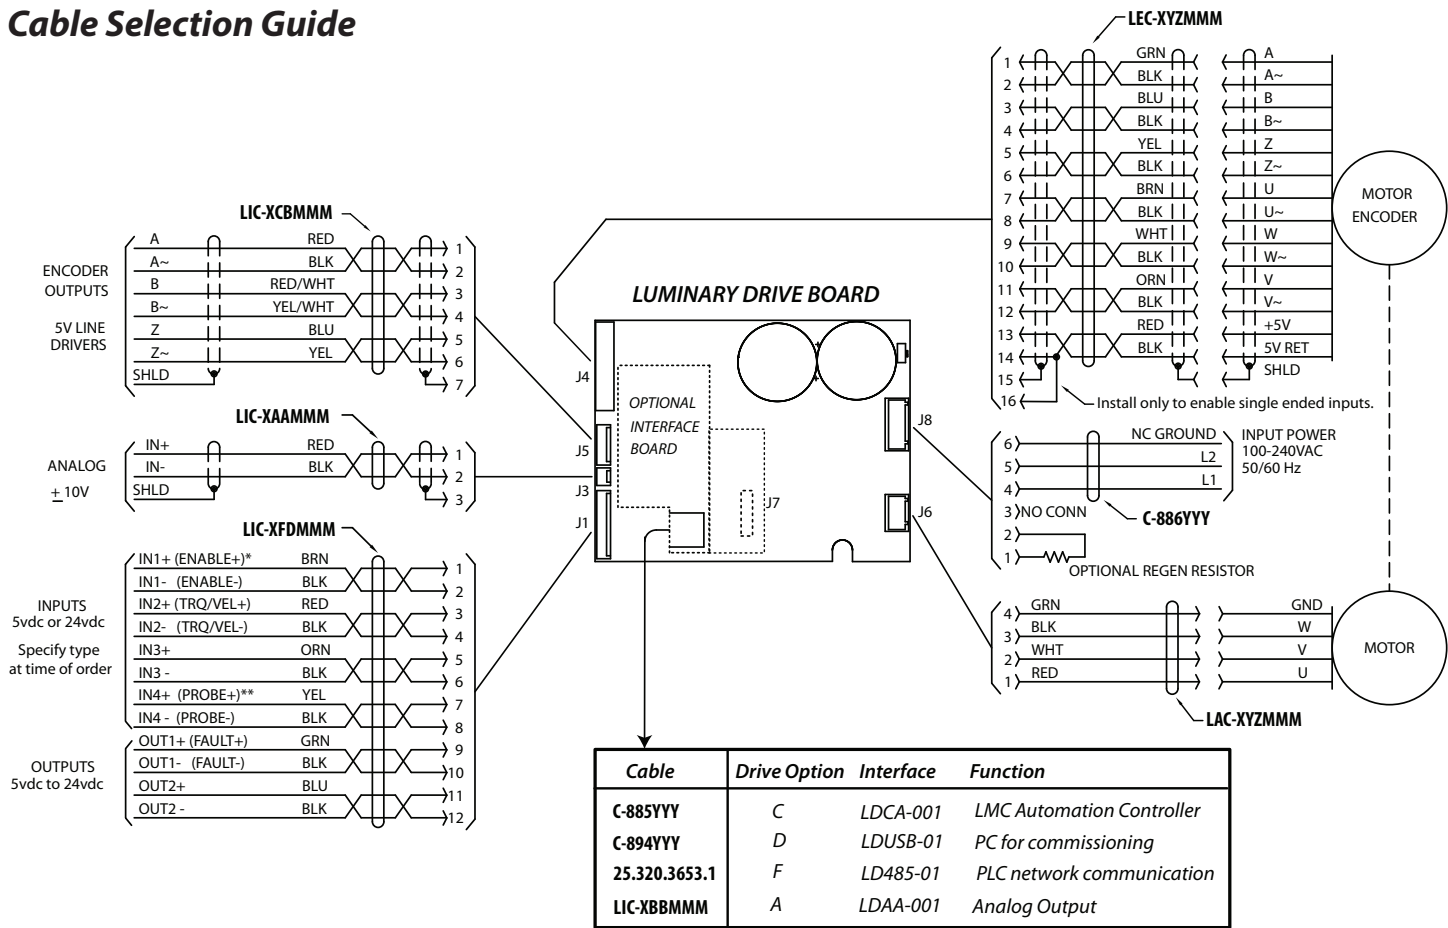 Cable Selection Guide
LIC-XCBMMM
ENCODER
OUTPUTS
5V LINE
DRIVERS
A RED 1
A~ BLK 2
B RED/WHT 3
B~ YEL/WHT 4
Z BLU 5
Z~ YEL 6
SHLD 7
LIC-XAAMMM
ANALOG
+ 10V
IN+ RED 1
IN- BLK 2
SHLD 3
LIC-XFDMMM
INPUTS
5vdc or 24vdc
Specify type
at time of order
IN1+ (ENABLE+)* BRN 1
IN1- (ENABLE-) BLK 2
IN2+ (TRQ/VEL+) RED 3
IN2- (TRQ/VEL-) BLK 4
IN3+ ORN 5
IN3 - BLK 6
IN4+ (PROBE+)** YEL 7
IN4 - (PROBE-) BLK 8
OUTPUTS
5vdc to 24vdc
OUT1+ (FAULT+) GRN 9
OUT1- (FAULT-) BLK 10
OUT2+ BLU 11
OUT2 - BLK 12
LUMINARY DRIVE BOARD
J4
J5
J3
J1
OPTIONAL
INTERFACE
BOARD
J7
J8
J6
+
+
LEC-XYZMMM
1 GRN A
2 BLK A~
3 BLU B
4 BLK B~
5 YEL Z
6 BLK Z~
7 BRN U
8 BLK U~
9 WHT W
10 BLK W~
11 ORN V
12 BLK V~
13 RED +5V
14 BLK 5V RET
15 SHLD
16 Install only to enable single ended inputs.
MOTOR
ENCODER
6 NC GROUND
5 L2
4 L1
3 NO CONN
2
1
INPUT POWER
100-240VAC
50/60 Hz
C-886YYY
OPTIONAL REGEN RESISTOR
4 GRN GND
3 BLK W
2 WHT V
1 RED U
MOTOR
LAC-XYZMMM
Cable Drive Option Interface Function
C-885YYY C LDCA-001 LMC Automation Controller
C-894YYY D LDUSB-01 PC for commissioning
25.320.3653.1 F LD485-01 PLC network communication
LIC-XBBMMM A LDAA-001 Analog Output